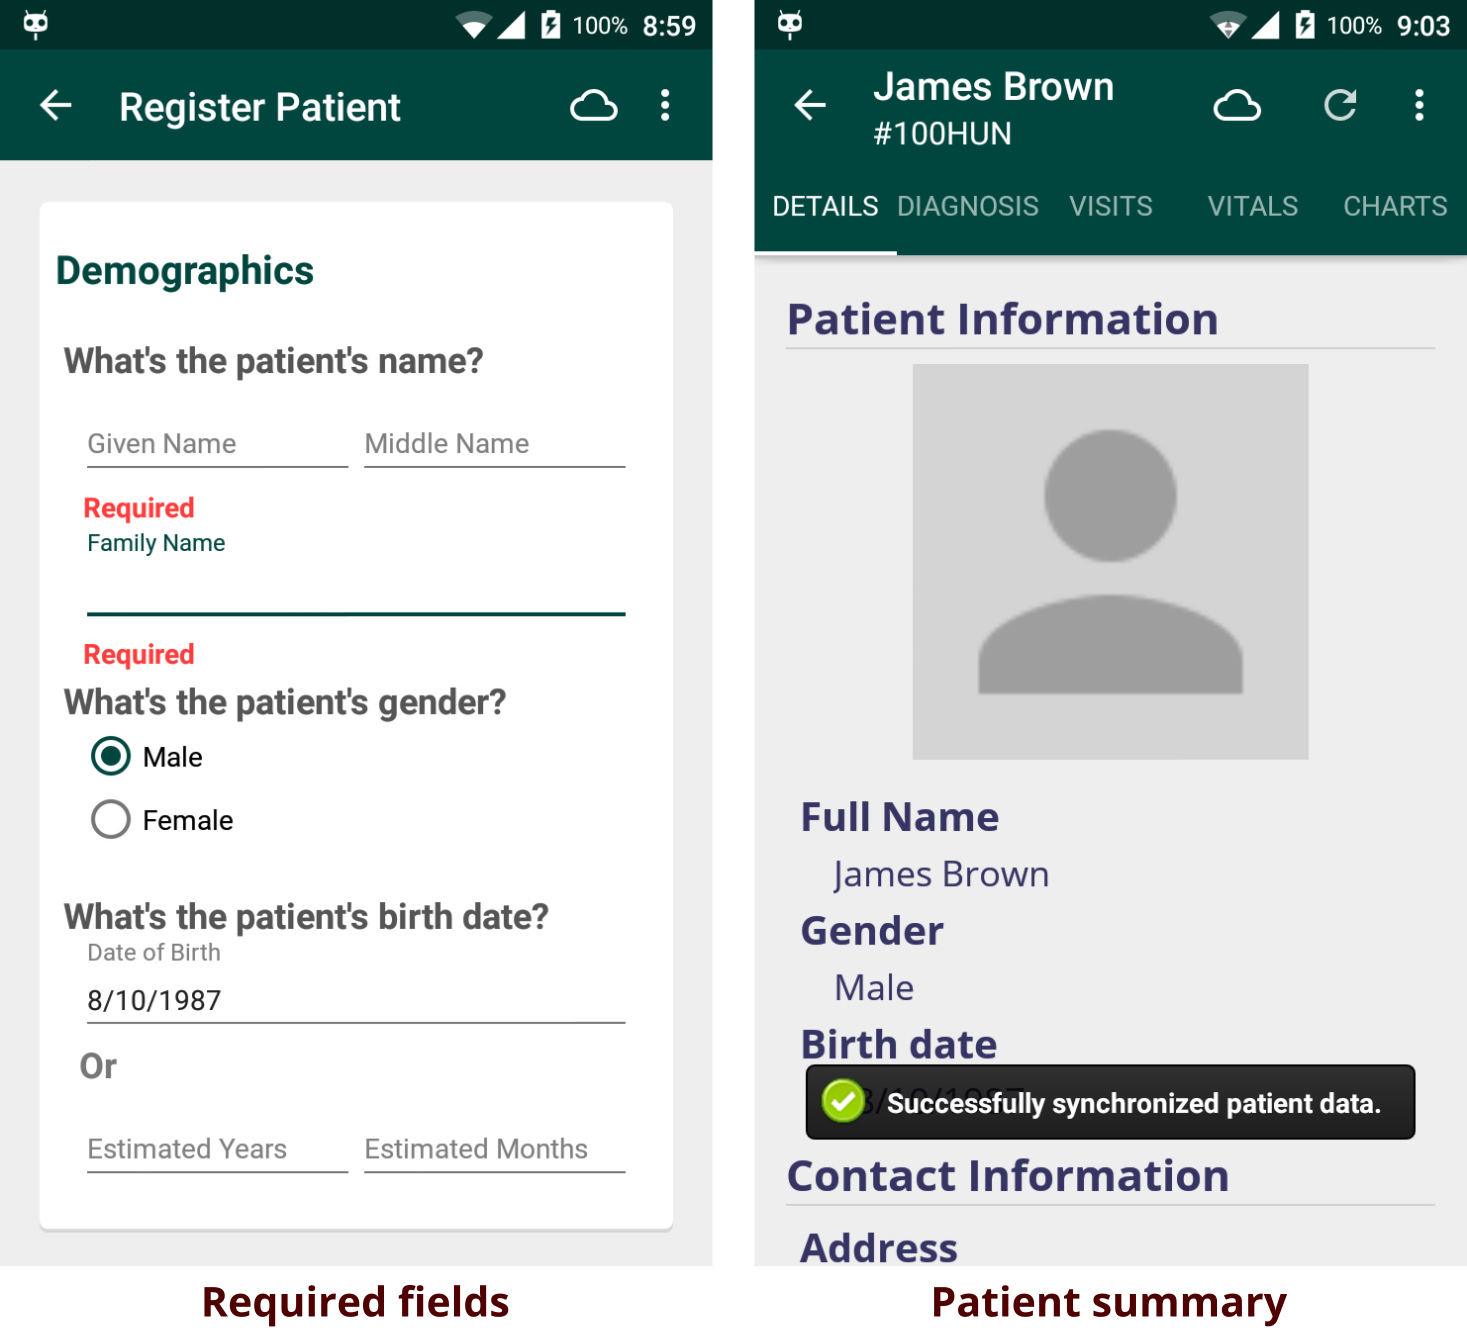 100% 8:59
Register Patient
Demographics
What's the patient's name?
Given Name Middle Name
Required
Family Name
Required
What's the patient's gender?
Male
Female
What's the patient's birth date?
Date of Birth
8/10/1987
Or
Estimated Years Estimated Months
Required fields
100% 9:03
James Brown
#100HUN
DETAILS DIAGNOSIS VISITS VITALS CHARTS
Patient Information
Full Name
James Brown
Gender
Male
Birth date
8/10/1987
Successfully synchronized patient data.
Contact Information
Address
Patient summary